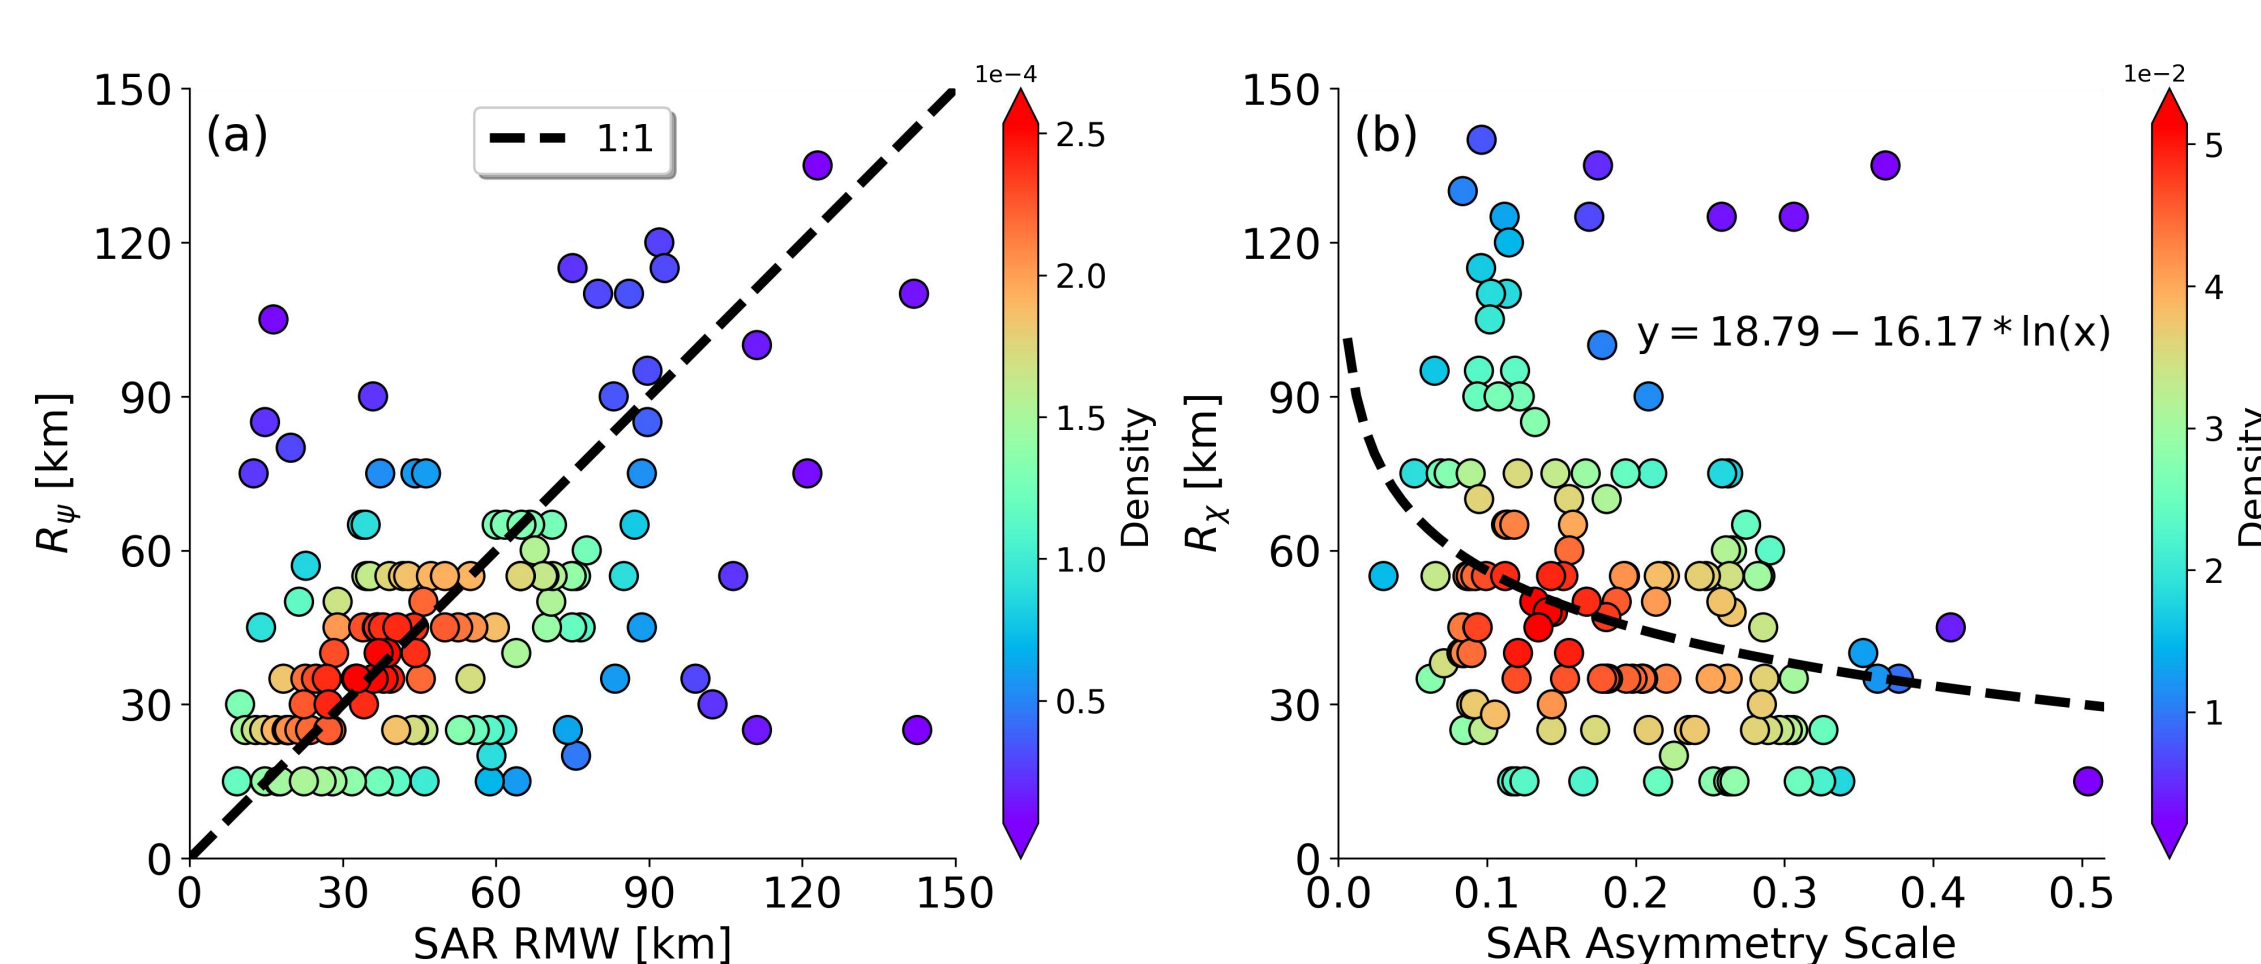 1e−4
1e−2
150
120
90
60
30
0
(a)
1:1
R_ψ [km]
0 30 60 90 120 150
SAR RMW [km]
2.5
2.0
1.5
1.0
0.5
Density
150
120
90
60
30
0
(b)
y = 18.79 − 16.17 * ln(x)
R_χ [km]
0.0 0.1 0.2 0.3 0.4 0.5
SAR Asymmetry Scale
5
4
3
2
1
Density